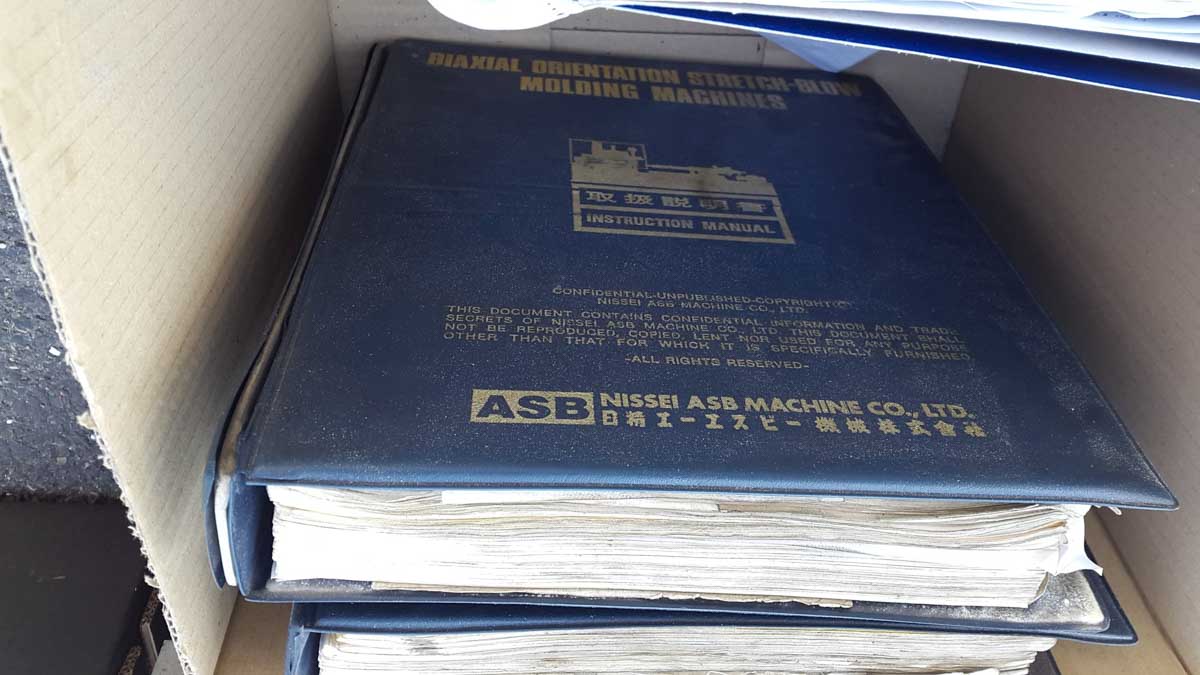 BIAXIAL ORIENTATION STRETCH-BLOW
MOLDING MACHINES
取扱説明書
INSTRUCTION MANUAL
CONFIDENTIAL-UNPUBLISHED-COPYRIGHT ©
NISSEI ASB MACHINE CO., LTD.
THIS DOCUMENT CONTAINS CONFIDENTIAL INFORMATION AND TRADE
SECRETS OF NISSEI ASB MACHINE CO., LTD. THIS DOCUMENT SHALL
NOT BE REPRODUCED, COPIED, LENT NOR USED FOR ANY PURPOSE
OTHER THAN THAT FOR WHICH IT IS SPECIFICALLY FURNISHED.
-ALL RIGHTS RESERVED-
ASB NISSEI ASB MACHINE CO., LTD.
日精エー・エスビー機械株式會社